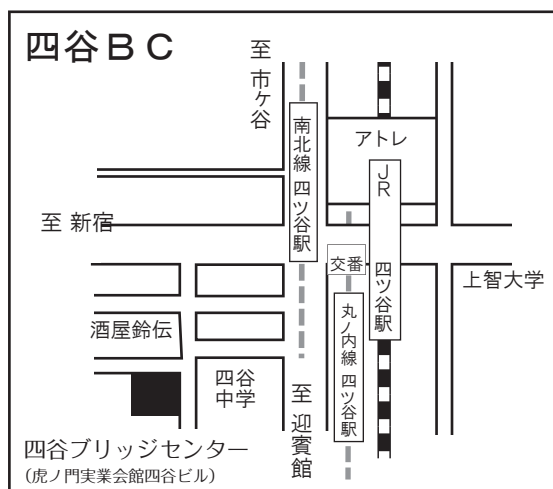 四谷BC
至 市ヶ谷
南北線 四ツ谷駅
アトレ
JR 四ツ谷駅
至 新宿
交番
上智大学
丸ノ内線 四ツ谷駅
酒屋鈴伝
四谷
中学
至 迎賓館
四谷ブリッジセンター
(虎ノ門実業会館四谷ビル)